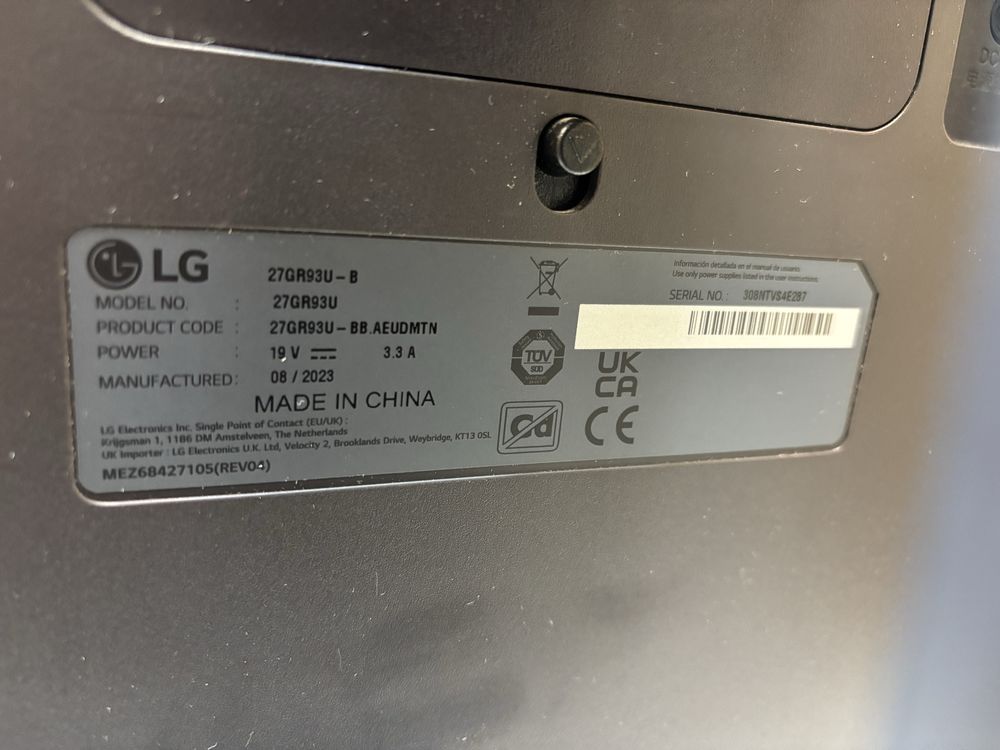 LG
27GR93U-B
MODEL NO. : 27GR93U
PRODUCT CODE : 27GR93U-BB.AEUDMTN
POWER : 19 V 3.3 A
MANUFACTURED : 08 / 2023
MADE IN CHINA
LG Electronics Inc. Single Point of Contact (EU/UK) :
Krijgsman 1, 1186 DM Amstelveen, The Netherlands
UK Importer : LG Electronics U.K. Ltd, Velocity 2, Brooklands Drive, Weybridge, KT13 0SL
MEZ68427105(REV04)
TÜV
SÜD
Cd
Información detallada en el manual de usuario.
Use only power supplies listed in the user instructions.
SERIAL NO. : 308NTVS4E287
UK
CA
CE
DC